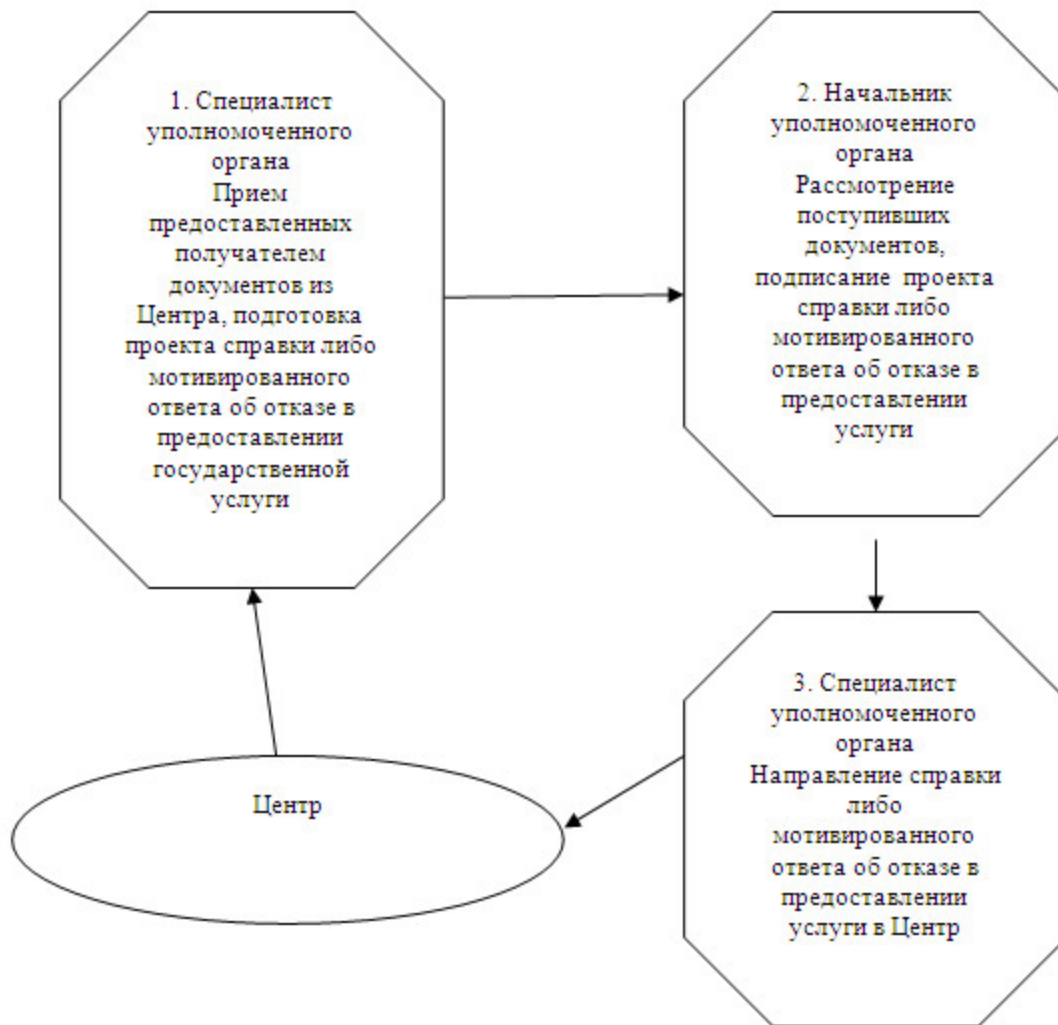 1. Специалист
уполномоченного
органа
Прием
предоставленных
получателем
документов из
Центра, подготовка
проекта справки либо
мотивированного
ответа об отказе в
предоставлении
государственной
услуги
2. Начальник
уполномоченного
органа
Рассмотрение
поступивших
документов,
подписание проекта
справки либо
мотивированного
ответа об отказе в
предоставлении
услуги
3. Специалист
уполномоченного
органа
Направление справки
либо
мотивированного
ответа об отказе в
предоставлении
услуги в Центр
Центр